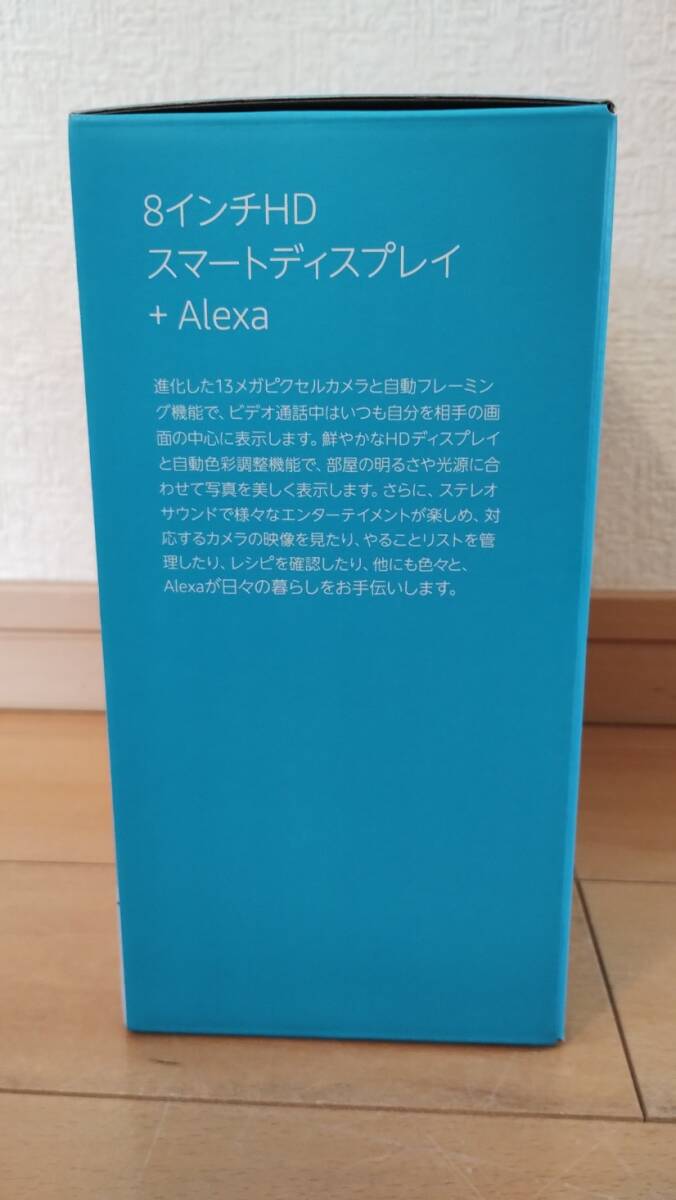 8インチHD
スマートディスプレイ
+ Alexa
進化した13メガピクセルカメラと自動フレーミン
グ機能で、ビデオ通話中はいつも自分を相手の画
面の中心に表示します。鮮やかなHDディスプレイ
と自動色彩調整機能で、部屋の明るさや光源に合
わせて写真を美しく表示します。さらに、ステレオ
サウンドで様々なエンターテイメントが楽しめ、対
応するカメラの映像を見たり、やることリストを管
理したり、レシピを確認したり、他にも色々と、
Alexaが日々の暮らしをお手伝いします。